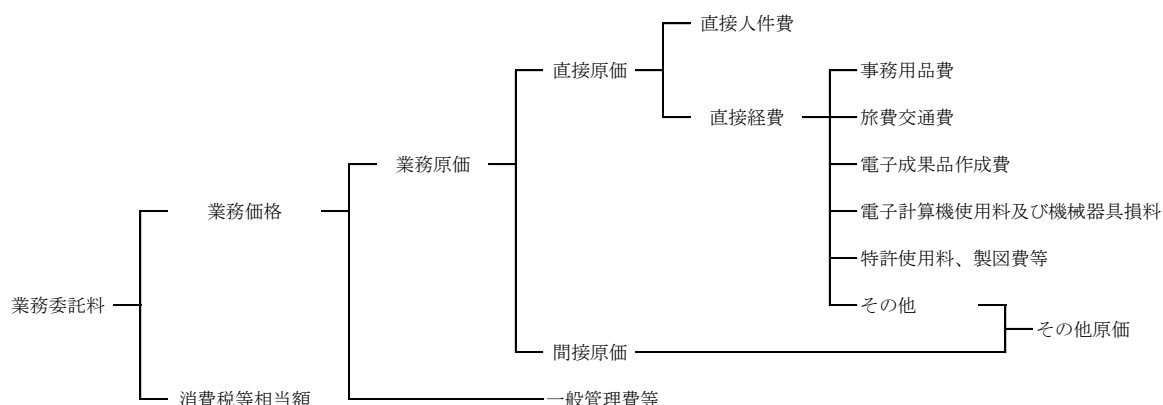 直接人件費
直接原価
事務用品費
直接経費
旅費交通費
業務原価
電子成果品作成費
業務価格
電子計算機使用料及び機械器具損料
特許使用料、製図費等
業務委託料
その他
その他原価
間接原価
消費税等相当額
一般管理費等